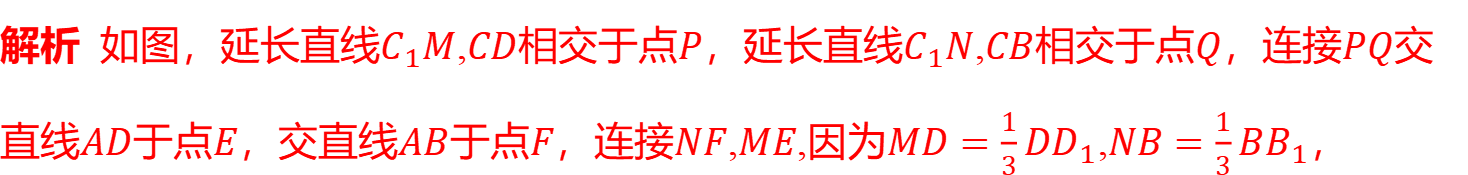 解析 如图，延长直线C₁M,CD相交于点P，延长直线C₁N,CB相交于点Q，连接PQ交
直线AD于点E，交直线AB于点F，连接NF,ME,因为MD = 1/3 DD₁,NB = 1/3 BB₁，